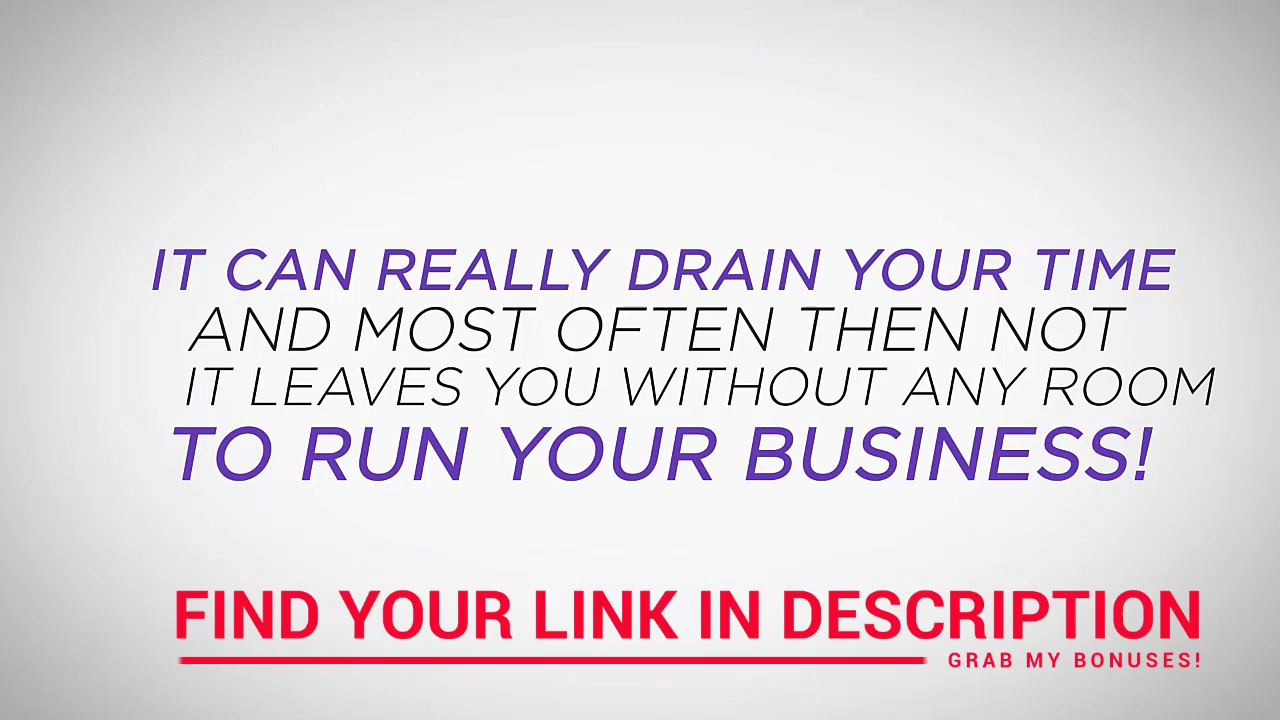 IT CAN REALLY DRAIN YOUR TIME
AND MOST OFTEN THEN NOT
IT LEAVES YOU WITHOUT ANY ROOM
TO RUN YOUR BUSINESS!
FIND YOUR LINK IN DESCRIPTION
GRAB MY BONUSES!